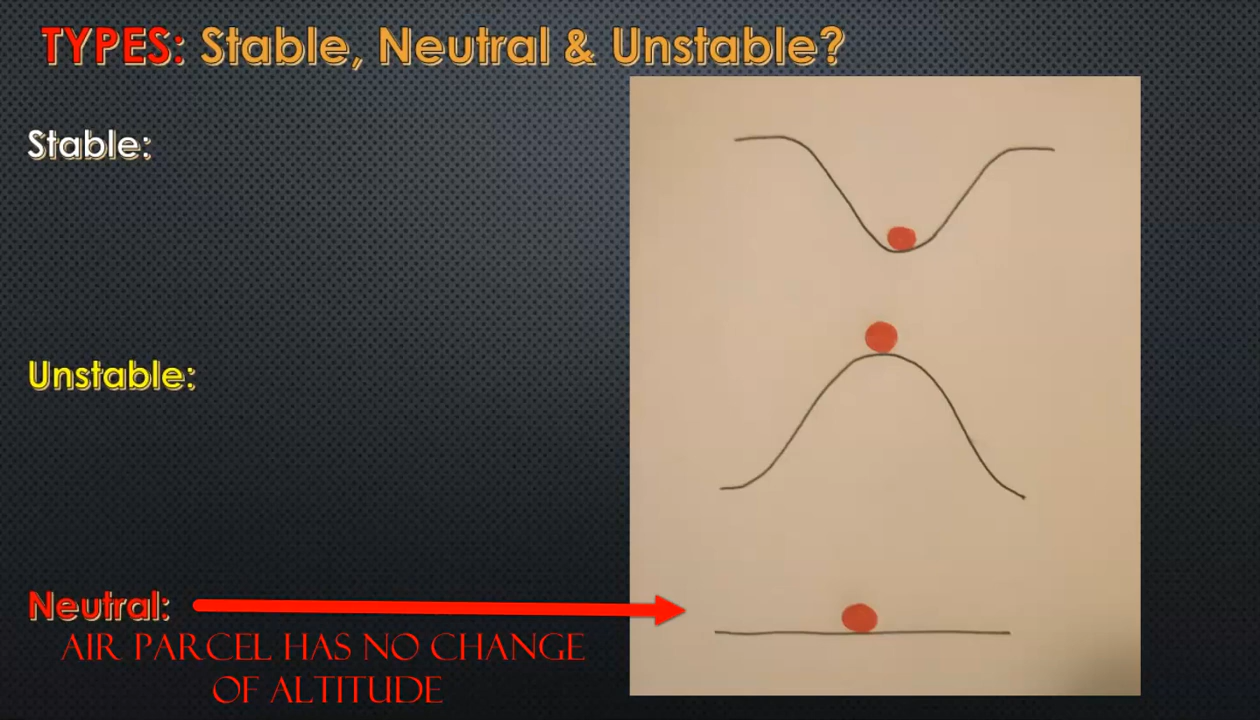 TYPES: Stable, Neutral & Unstable?
Stable:
Unstable:
Neutral:
AIR PARCEL HAS NO CHANGE
OF ALTITUDE